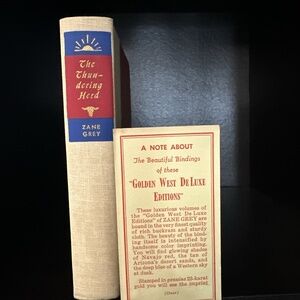 The
Thun-
dering
Herd
ZANE
GREY
A NOTE ABOUT
The Beautiful Bindings
of these
"GOLDEN WEST DE LUXE
EDITIONS"
These luxurious volumes of
the "Golden West De Luxe
Editions" of ZANE GREY are bound
in the very finest quality
of rich buckram and sturdy
cloth. The beauty of the bind-
ing itself is intensified by
handsome color imprinting.
You will find glowing shades
of Navajo red, the tan of
Arizona's desert sands, and
the deep blue of a Western sky
at dusk.
Stamped in genuine 23-karat
gold you will see the imprint
(Over)